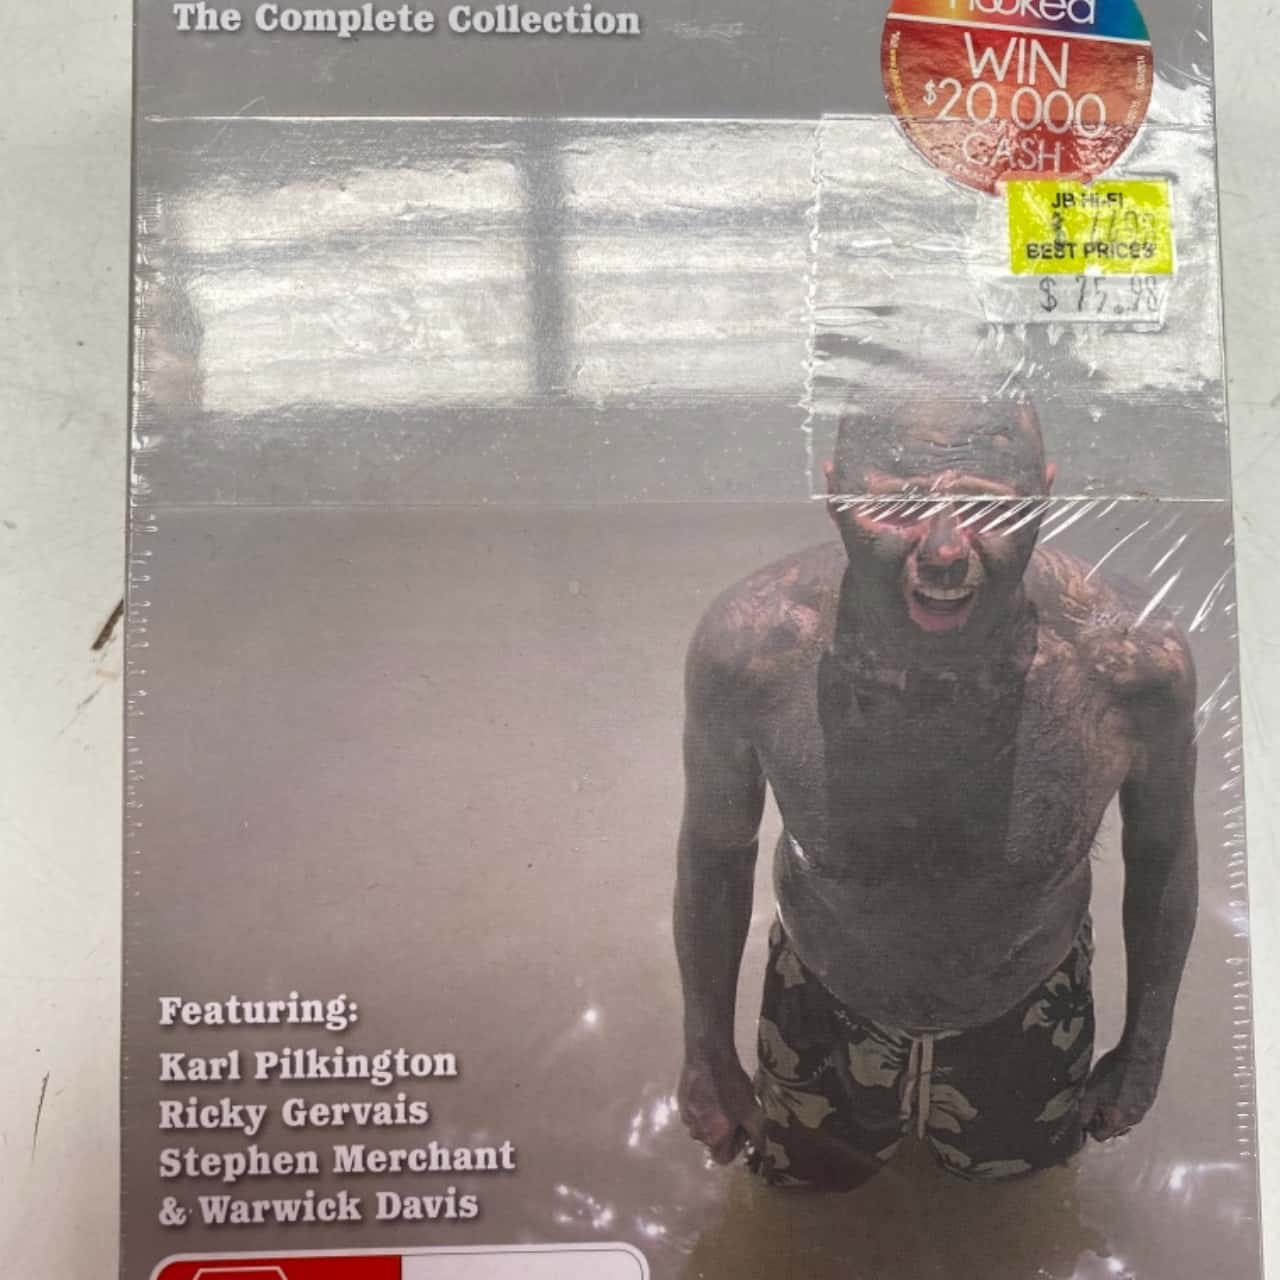 The Complete Collection
Hooked
WIN
$20,000
CASH
JB HI-FI
BEST PRICES
$ 75.98
Featuring:
Karl Pilkington
Ricky Gervais
Stephen Merchant
& Warwick Davis